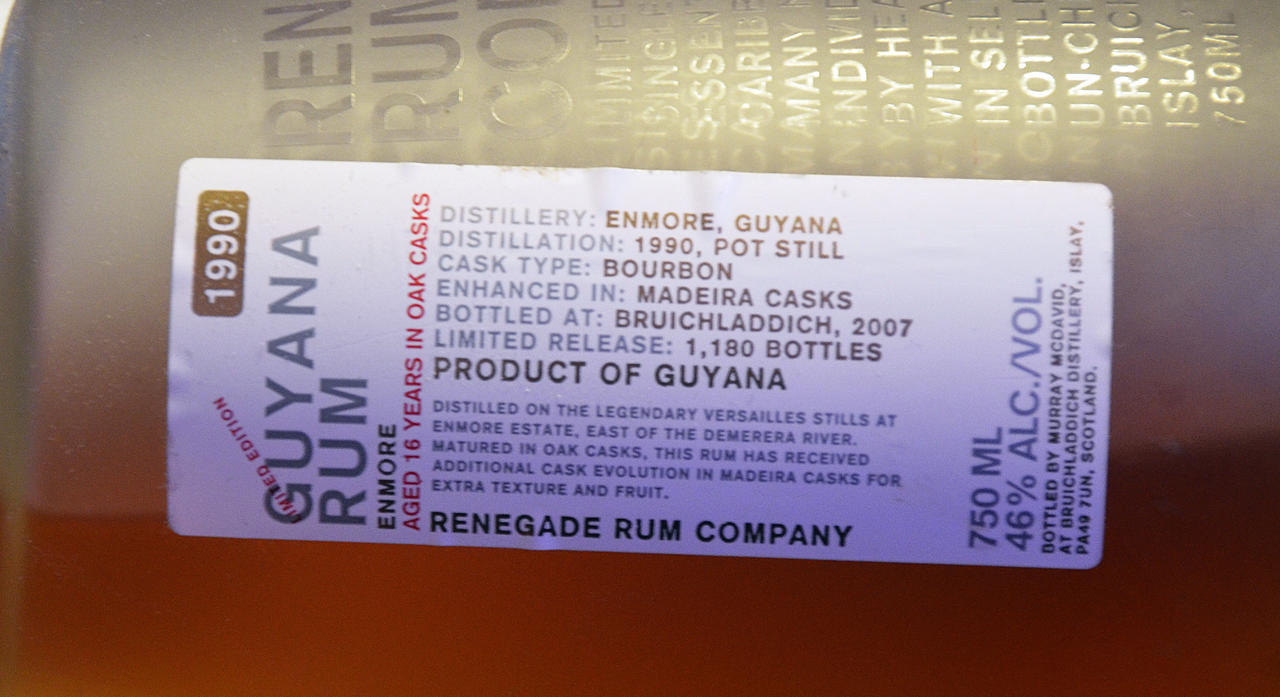 REN
RUM
CO
LIMITED
SINGLE
ESSEN
CARIBB
MANY
INDIVI
BY HEA
WITH A
IN SEL
BOTTL
UN-CH
BRUIC
ISLAY
750ML
1990
LIMITED EDITION
GUYANA
RUM
ENMORE
AGED 16 YEARS IN OAK CASKS
DISTILLERY: ENMORE, GUYANA
DISTILLATION: 1990, POT STILL
CASK TYPE: BOURBON
ENHANCED IN: MADEIRA CASKS
BOTTLED AT: BRUICHLADDICH, 2007
LIMITED RELEASE: 1,180 BOTTLES
PRODUCT OF GUYANA
DISTILLED ON THE LEGENDARY VERSAILLES STILLS AT
ENMORE ESTATE, EAST OF THE DEMERERA RIVER.
MATURED IN OAK CASKS, THIS RUM HAS RECEIVED
ADDITIONAL CASK EVOLUTION IN MADEIRA CASKS FOR
EXTRA TEXTURE AND FRUIT.
RENEGADE RUM COMPANY
750 ML
46% ALC./VOL.
BOTTLED BY MURRAY MCDAVID,
AT BRUICHLADDICH DISTILLERY, ISLAY,
PA49 7UN, SCOTLAND.